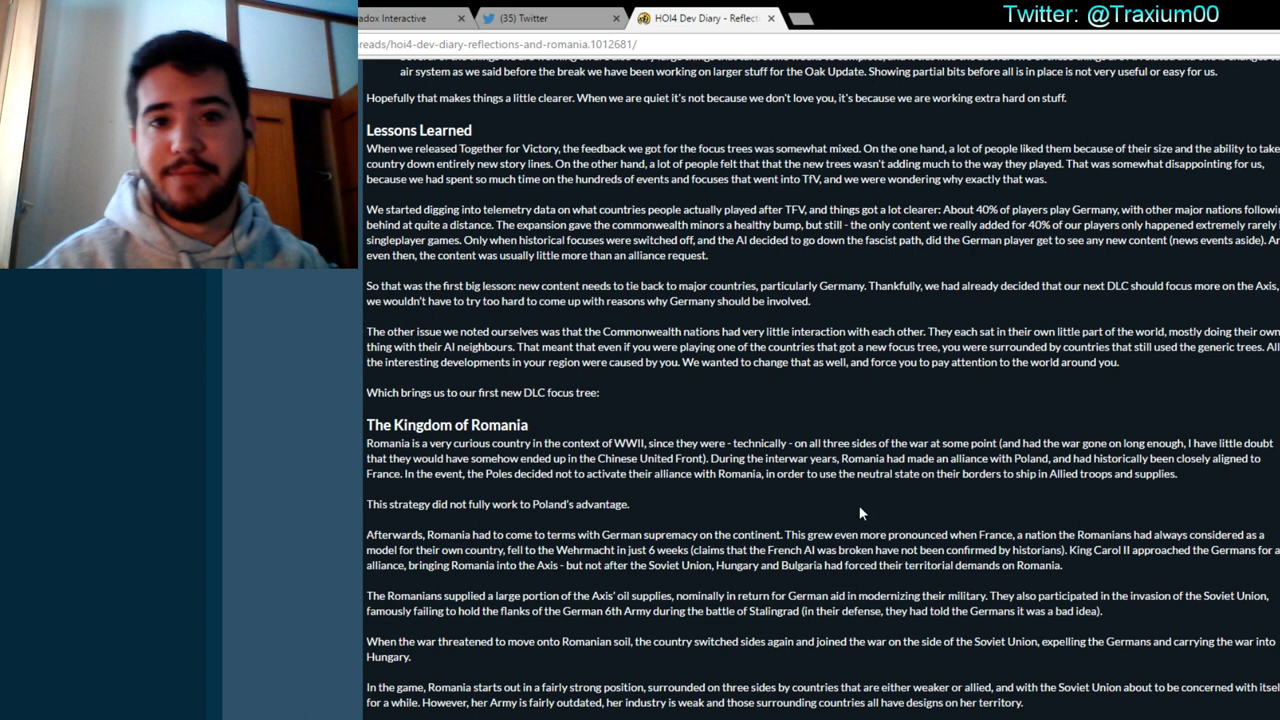 Twitter: @Traxium00
adox Interactive
(35) Twitter
HOI4 Dev Diary - Reflecti
reads/hoi4-dev-diary-reflections-and-romania.1012681/
air system as we said before the break we have been working on larger stuff for the Oak Update. Showing partial bits before all is in place is not very useful or easy for us.
Hopefully that makes things a little clearer. When we are quiet it's not because we don't love you, it's because we are working extra hard on stuff.
Lessons Learned
When we released Together for Victory, the feedback we got for the focus trees was somewhat mixed. On the one hand, a lot of people liked them because of their size and the ability to take
country down entirely new story lines. On the other hand, a lot of people felt that that the new trees wasn't adding much to the way they played. That was somewhat disappointing for us,
because we had spent so much time on the hundreds of events and focuses that went into TfV, and we were wondering why exactly that was.
We started digging into telemetry data on what countries people actually played after TFV, and things got a lot clearer: About 40% of players play Germany, with other major nations followin
behind at quite a distance. The expansion gave the commonwealth minors a healthy bump, but still - the only content we really added for 40% of our players only happened extremely rarely i
singleplayer games. Only when historical focuses were switched off, and the AI decided to go down the fascist path, did the German player get to see any new content (news events aside). An
even then, the content was usually little more than an alliance request.
So that was the first big lesson: new content needs to tie back to major countries, particularly Germany. Thankfully, we had already decided that our next DLC should focus more on the Axis,
we wouldn't have to try too hard to come up with reasons why Germany should be involved.
The other issue we noted ourselves was that the Commonwealth nations had very little interaction with each other. They each sat in their own little part of the world, mostly doing their own
thing with their AI neighbours. That meant that even if you were playing one of the countries that got a new focus tree, you were surrounded by countries that still used the generic trees. All
the interesting developments in your region were caused by you. We wanted to change that as well, and force you to pay attention to the world around you.
Which brings us to our first new DLC focus tree:
The Kingdom of Romania
Romania is a very curious country in the context of WWII, since they were - technically - on all three sides of the war at some point (and had the war gone on long enough, I have little doubt
that they would have somehow ended up in the Chinese United Front). During the interwar years, Romania had made an alliance with Poland, and had historically been closely aligned to
France. In the event, the Poles decided not to activate their alliance with Romania, in order to use the neutral state on their borders to ship in Allied troops and supplies.
This strategy did not fully work to Poland's advantage.
Afterwards, Romania had to come to terms with German supremacy on the continent. This grew even more pronounced when France, a nation the Romanians had always considered as a
model for their own country, fell to the Wehrmacht in just 6 weeks (claims that the French AI was broken have not been confirmed by historians). King Carol II approached the Germans for a
alliance, bringing Romania into the Axis - but not after the Soviet Union, Hungary and Bulgaria had forced their territorial demands on Romania.
The Romanians supplied a large portion of the Axis' oil supplies, nominally in return for German aid in modernizing their military. They also participated in the invasion of the Soviet Union,
famously failing to hold the flanks of the German 6th Army during the battle of Stalingrad (in their defense, they had told the Germans it was a bad idea).
When the war threatened to move onto Romanian soil, the country switched sides again and joined the war on the side of the Soviet Union, expelling the Germans and carrying the war into
Hungary.
In the game, Romania starts out in a fairly strong position, surrounded on three sides by countries that are either weaker or allied, and with the Soviet Union about to be concerned with itsel
for a while. However, her Army is fairly outdated, her industry is weak and those surrounding countries all have designs on her territory.